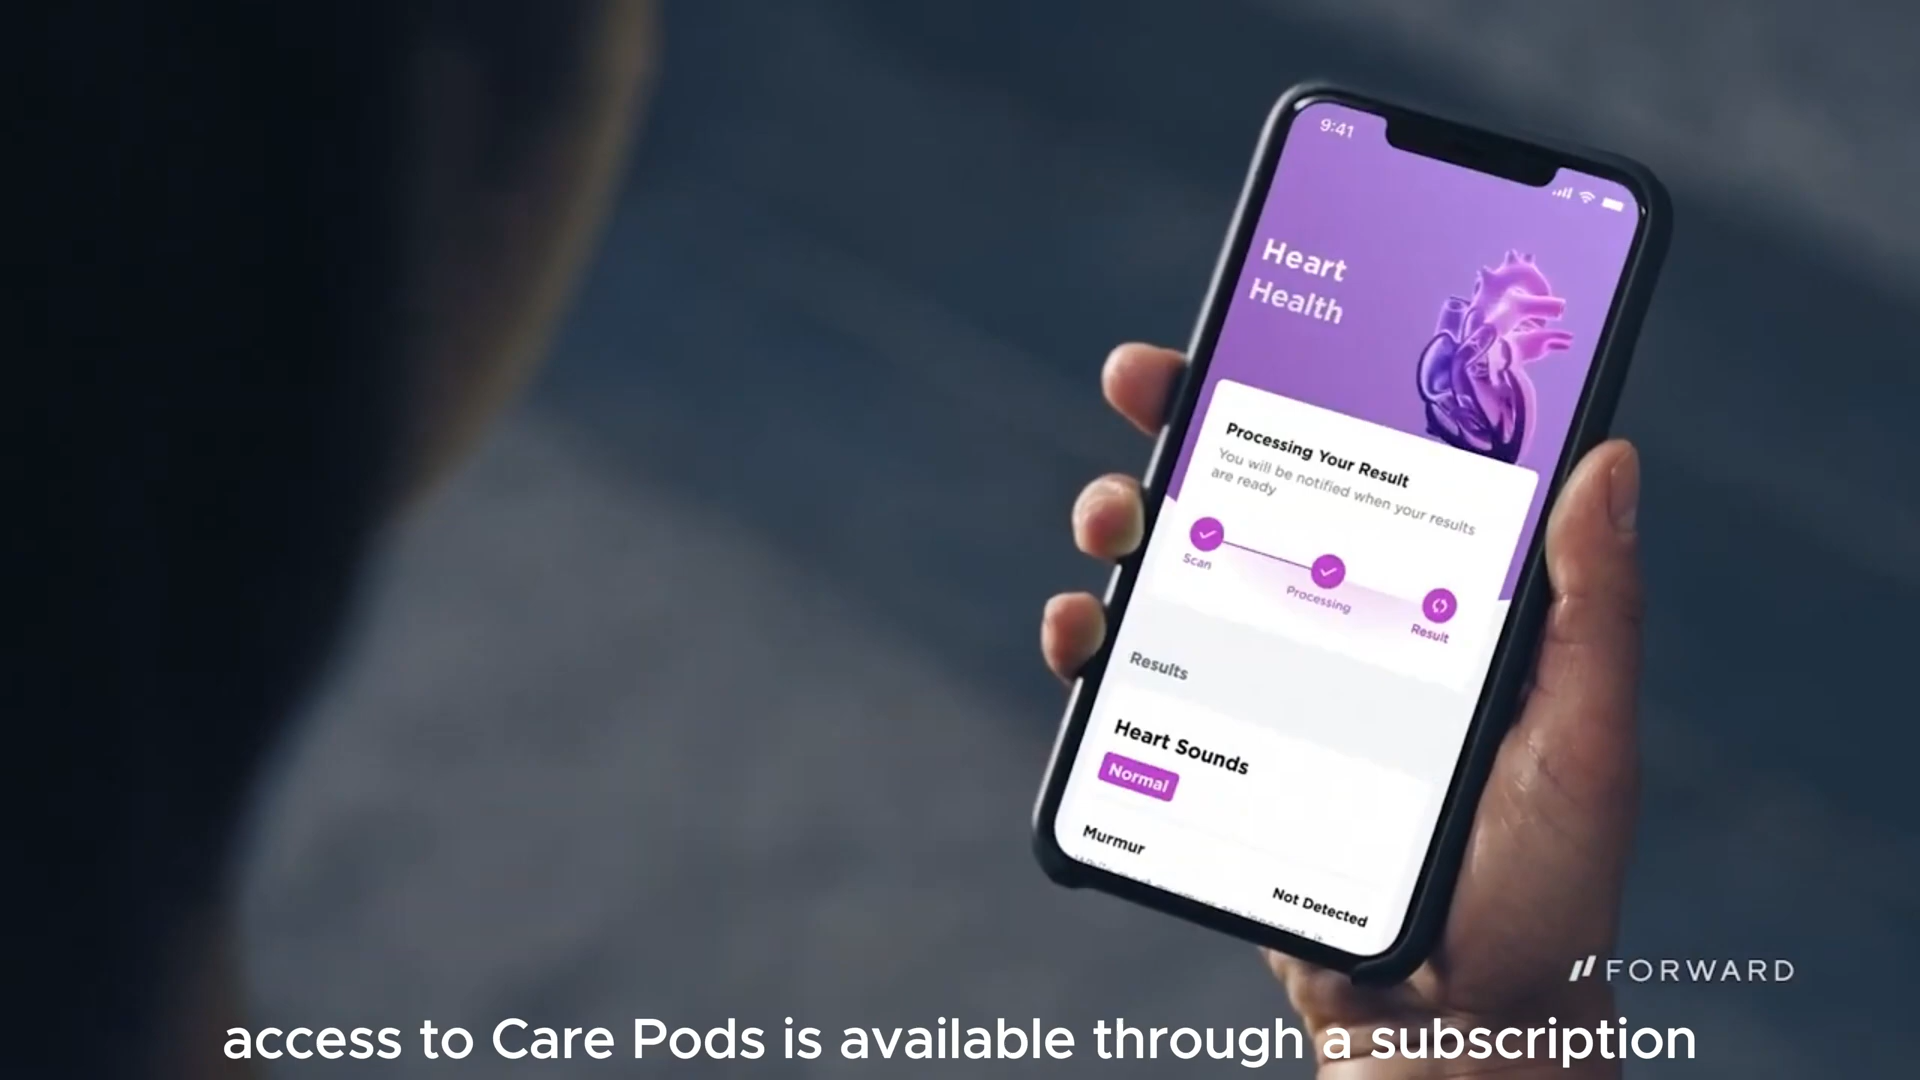 9:41
Heart
Health
Processing Your Result
You will be notified when your results
are ready
Scan
Processing
Result
Results
Heart Sounds
Normal
Murmur
Not Detected
FORWARD
access to Care Pods is available through a subscription